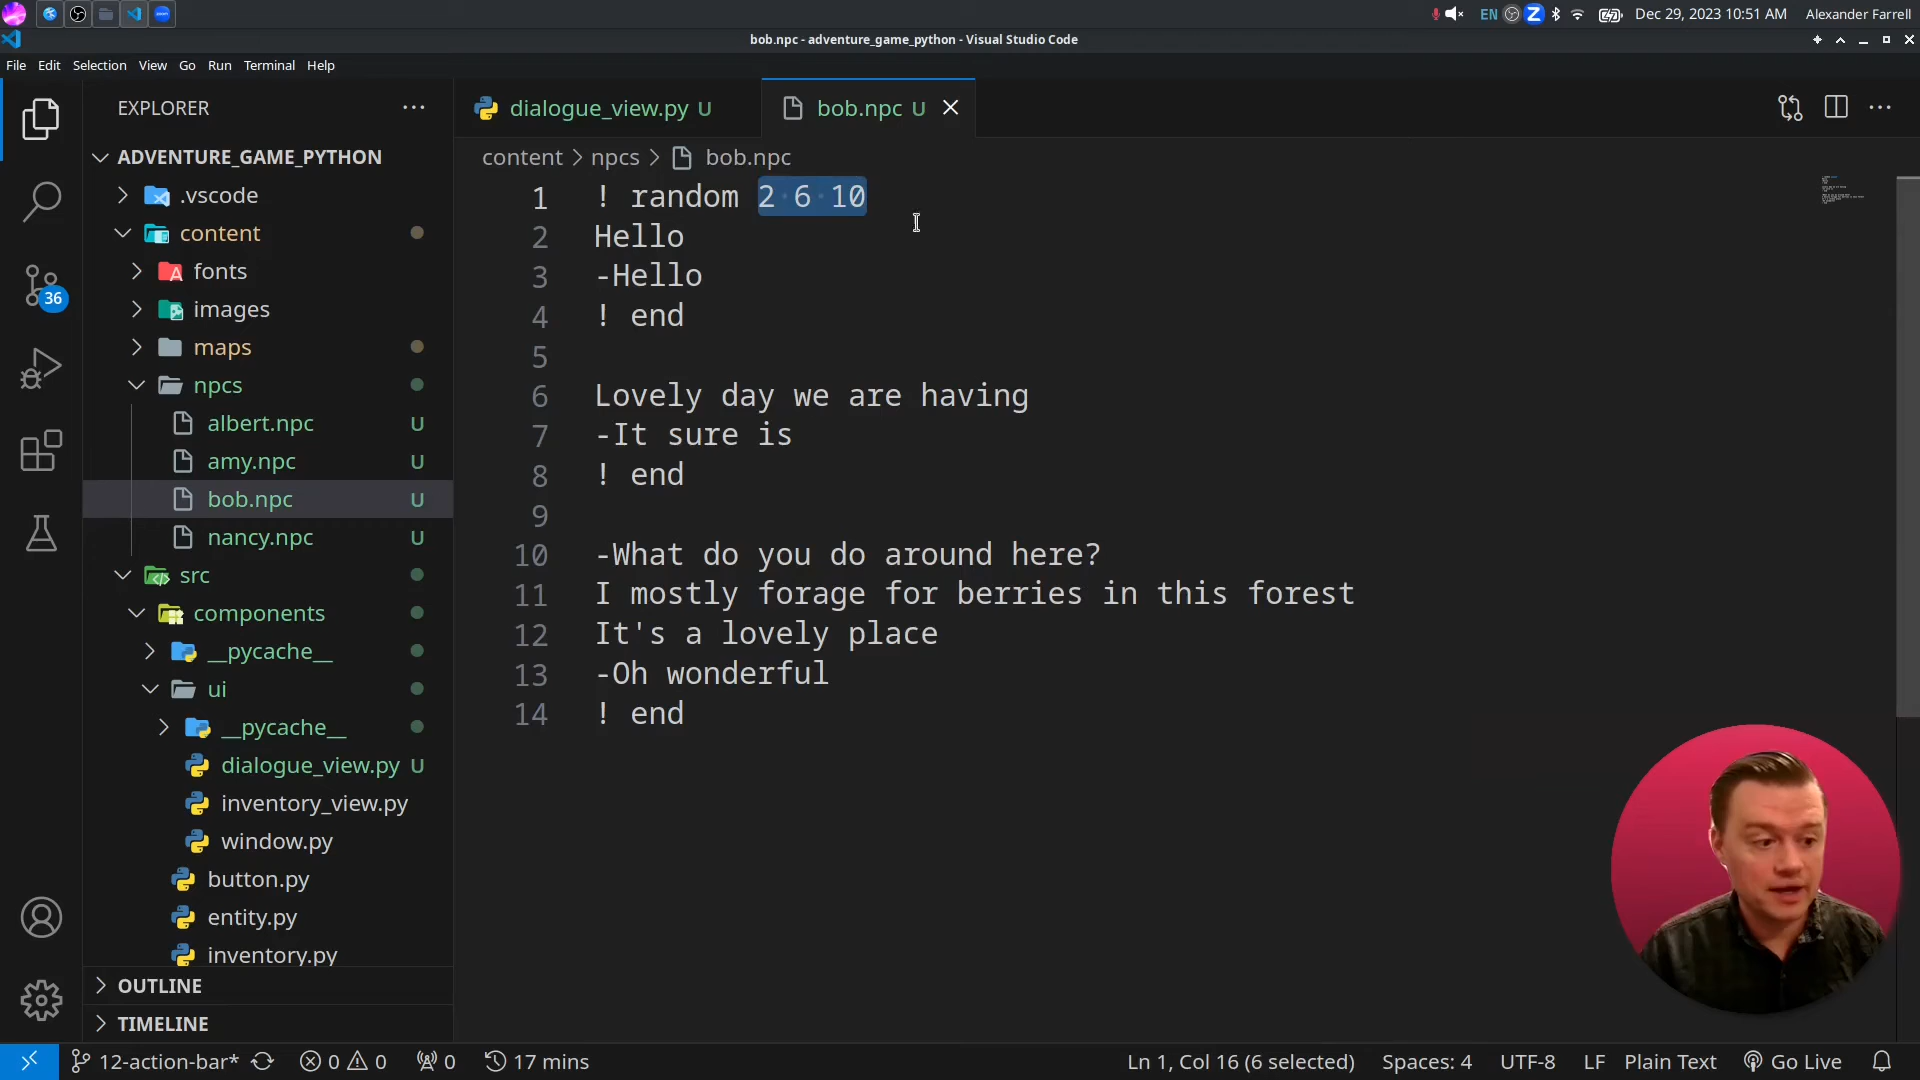 EN
Dec 29, 2023 10:51 AM
Alexander Farrell
bob.npc - adventure_game_python - Visual Studio Code
File Edit Selection View Go Run Terminal Help
EXPLORER
ADVENTURE_GAME_PYTHON
.vscode
content
fonts
images
maps
npcs
albert.npc U
amy.npc U
bob.npc U
nancy.npc U
src
components
__pycache__
ui
__pycache__
dialogue_view.py U
inventory_view.py
window.py
button.py
entity.py
inventory.py
OUTLINE
TIMELINE
36
dialogue_view.py U
bob.npc U
content > npcs > bob.npc
1 ! random 2 6 10
2 Hello
3 -Hello
4 ! end
5
6 Lovely day we are having
7 -It sure is
8 ! end
9
10 -What do you do around here?
11 I mostly forage for berries in this forest
12 It's a lovely place
13 -Oh wonderful
14 ! end
12-action-bar* 0 0 0 17 mins
Ln 1, Col 16 (6 selected) Spaces: 4 UTF-8 LF Plain Text Go Live